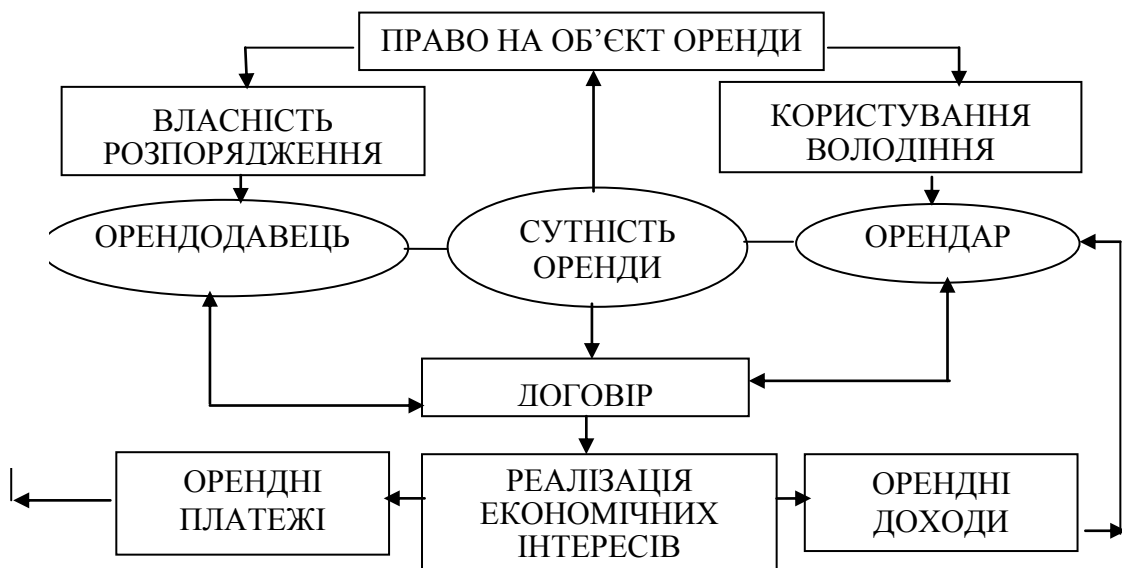 ПРАВО НА ОБ’ЄКТ ОРЕНДИ
ВЛАСНІСТЬ
РОЗПОРЯДЖЕННЯ
КОРИСТУВАННЯ
ВОЛОДІННЯ
ОРЕНДОДАВЕЦЬ
СУТНІСТЬ
ОРЕНДИ
ОРЕНДАР
ДОГОВІР
ОРЕНДНІ
ПЛАТЕЖІ
РЕАЛІЗАЦІЯ
ЕКОНОМІЧНИХ
ІНТЕРЕСІВ
ОРЕНДНІ
ДОХОДИ